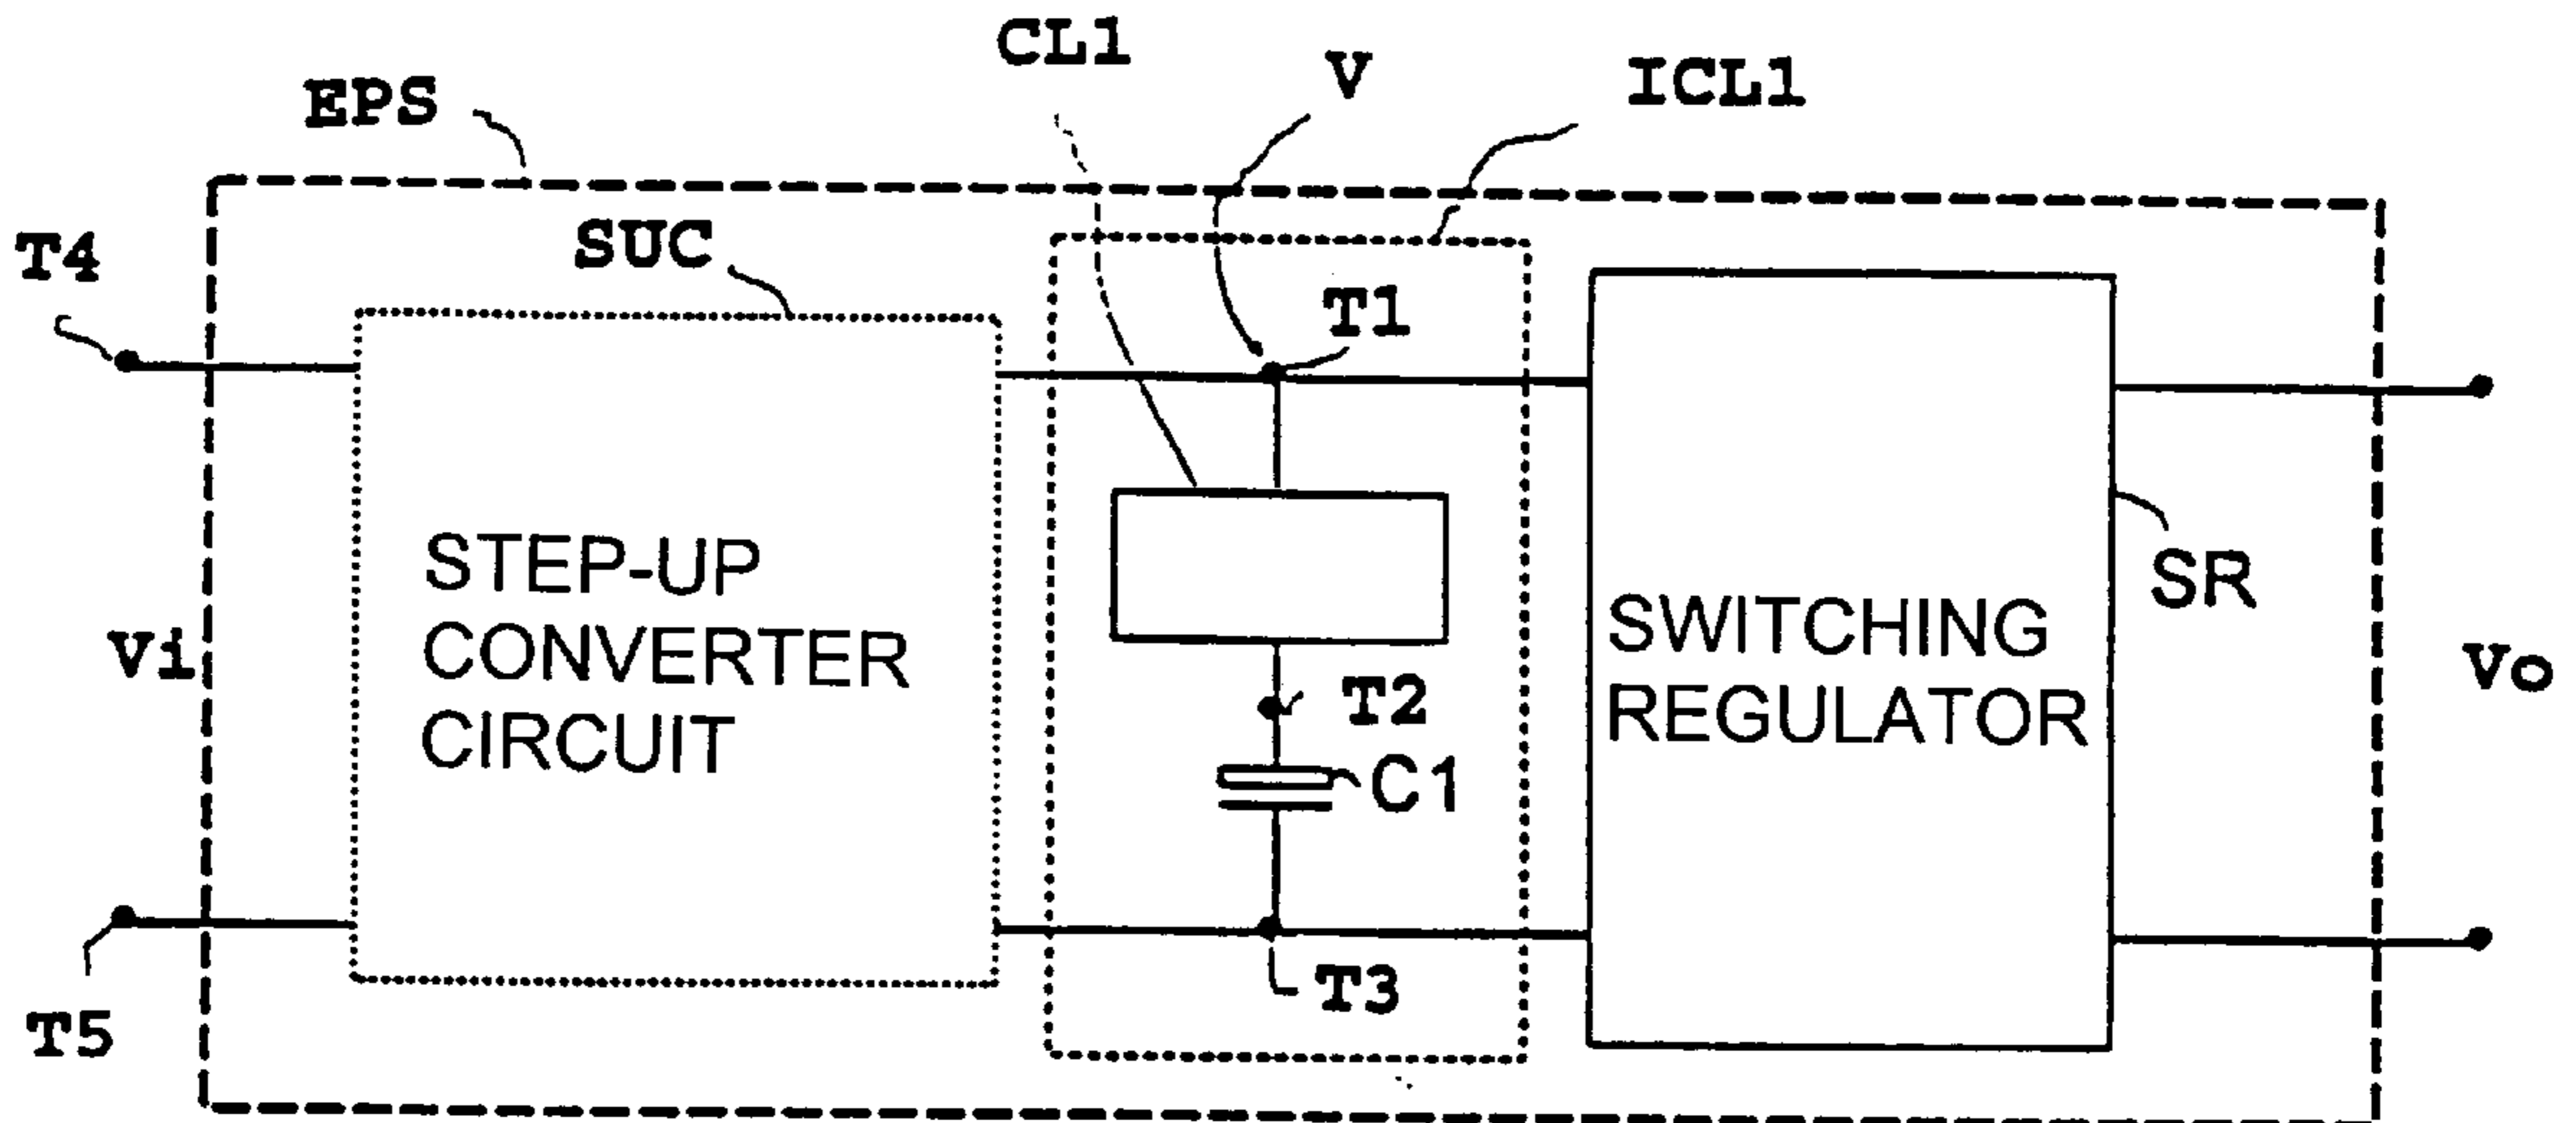 CL1
V
ICL1
EPS
SUC
T4
T1
STEP-UP
CONVERTER
CIRCUIT
SWITCHING
REGULATOR
SR
Vi
Vo
T2
C1
T3
T5